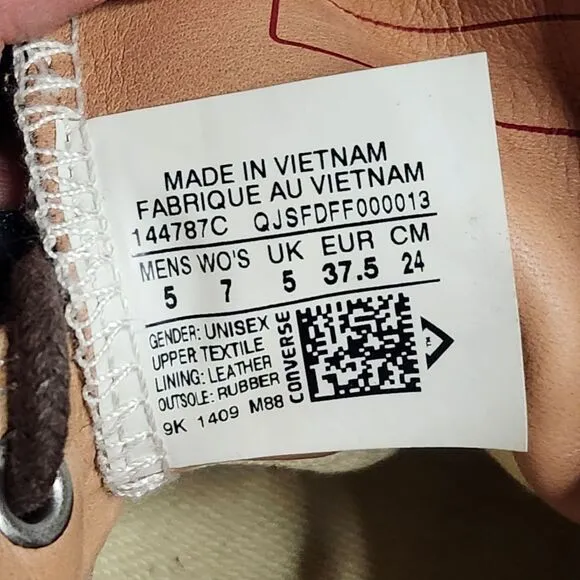 MADE IN VIETNAM
FABRIQUE AU VIETNAM
144787C QJSFDFF000013
MENS WO'S UK EUR CM
5 7 5 37.5 24
GENDER: UNISEX
UPPER TEXTILE
LINING: LEATHER
OUTSOLE: RUBBER
9K 1409 M88
CONVERSE
™